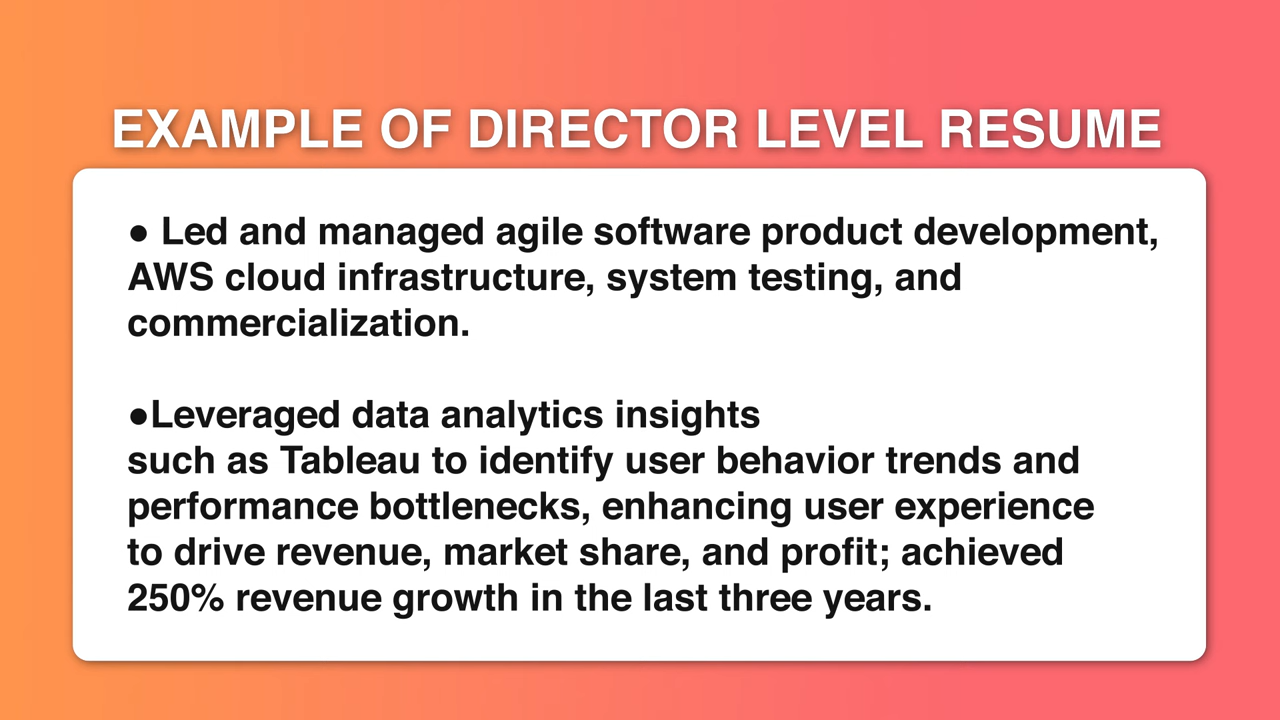 EXAMPLE OF DIRECTOR LEVEL RESUME
● Led and managed agile software product development,
AWS cloud infrastructure, system testing, and
commercialization.
●Leveraged data analytics insights
such as Tableau to identify user behavior trends and
performance bottlenecks, enhancing user experience
to drive revenue, market share, and profit; achieved
250% revenue growth in the last three years.